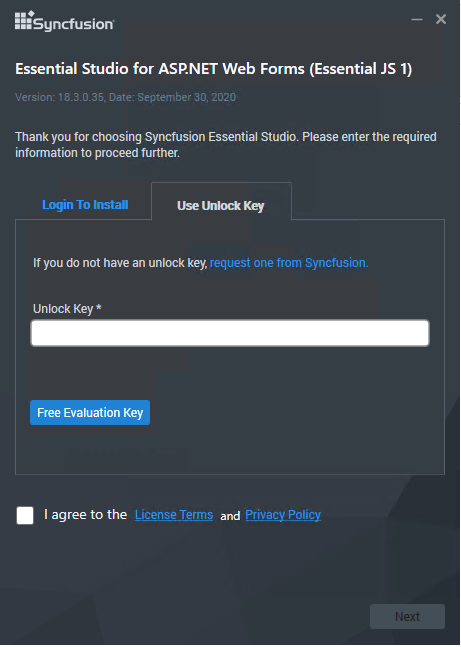 Syncfusion®
Essential Studio for ASP.NET Web Forms (Essential JS 1)
Version: 18.3.0.35, Date: September 30, 2020
Thank you for choosing Syncfusion Essential Studio. Please enter the required
information to proceed further.
Login To Install Use Unlock Key
If you do not have an unlock key, request one from Syncfusion.
Unlock Key *
Free Evaluation Key
I agree to the License Terms and Privacy Policy
Next